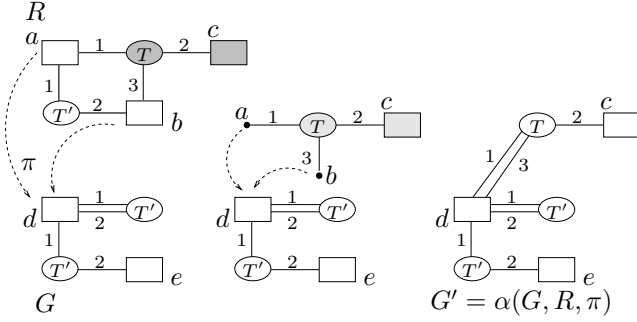 R
a 1 T 2 c
1 3
T' 2 b
π
d 1 T'
2
1
T' 2 e
G
a 1 T 2 c
3
b
d 1 T'
2
1
T' 2 e
c
T 2
1 3
d 1 T'
2
1
T' 2 e
G' = α(G, R, π)